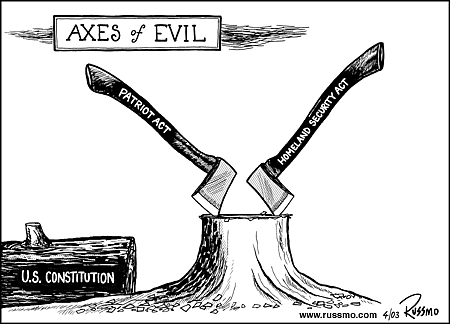 AXES of EVIL
PATRIOT ACT
HOMELAND SECURITY ACT
U.S. CONSTITUTION
www.russmo.com 4/03 RUSSMO